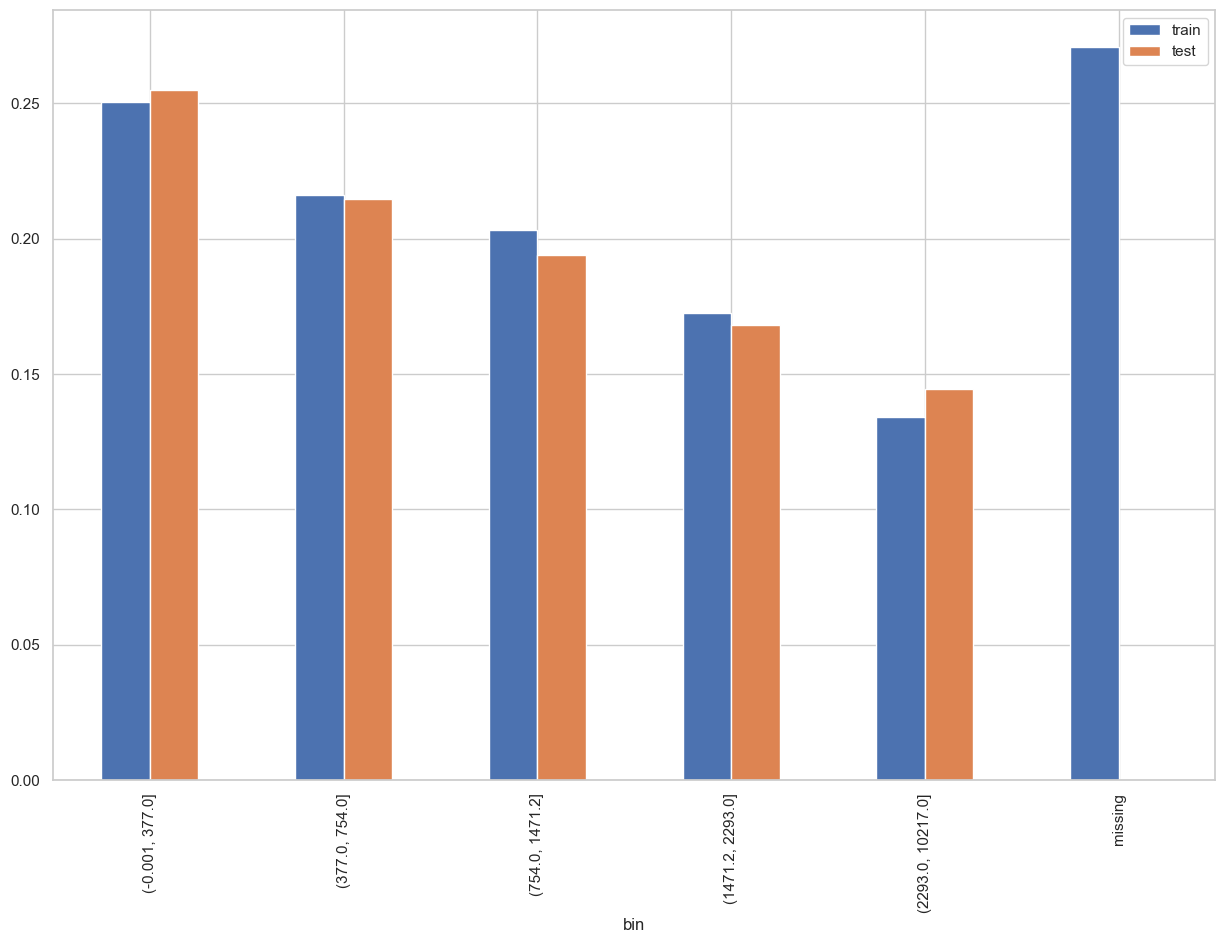 train
test
0.25
0.20
0.15
0.10
0.05
0.00
(-0.001, 377.0]
(377.0, 754.0]
(754.0, 1471.2]
(1471.2, 2293.0]
(2293.0, 10217.0]
missing
bin